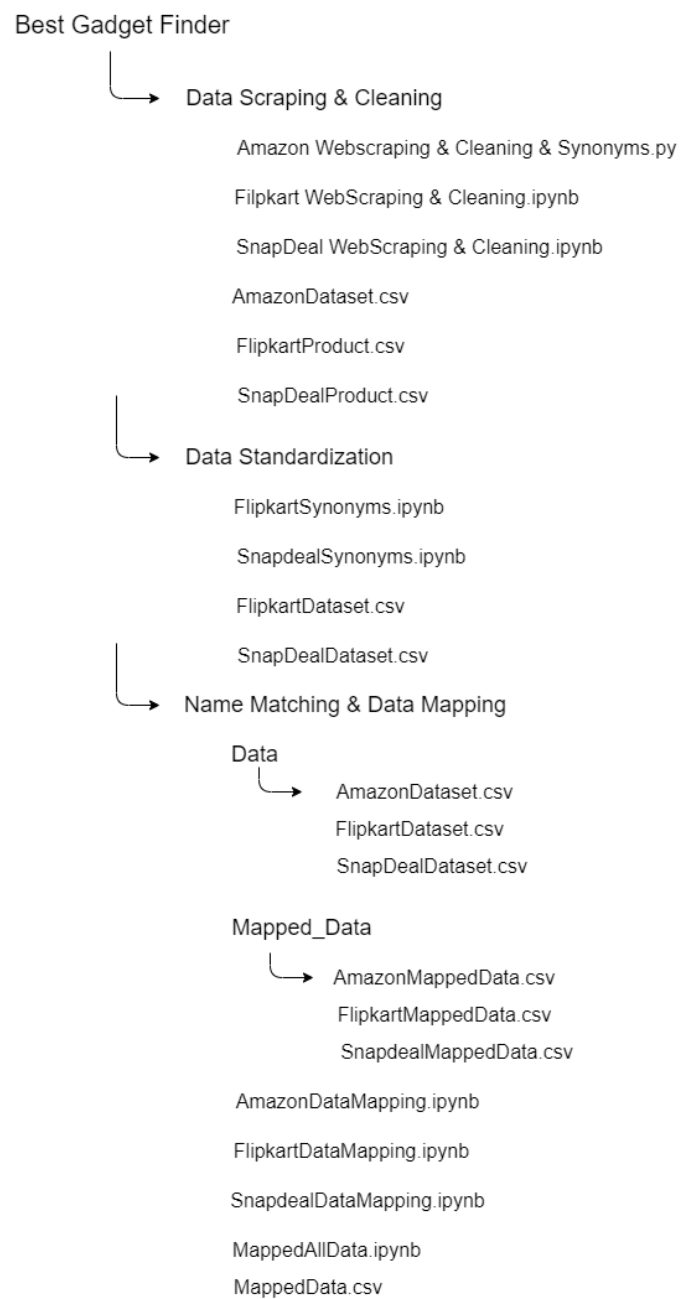 Best Gadget Finder
Data Scraping & Cleaning
Amazon Webscraping & Cleaning & Synonyms.py
Filpkart WebScraping & Cleaning.ipynb
SnapDeal WebScraping & Cleaning.ipynb
AmazonDataset.csv
FlipkartProduct.csv
SnapDealProduct.csv
Data Standardization
FlipkartSynonyms.ipynb
SnapdealSynonyms.ipynb
FlipkartDataset.csv
SnapDealDataset.csv
Name Matching & Data Mapping
Data
AmazonDataset.csv
FlipkartDataset.csv
SnapDealDataset.csv
Mapped_Data
AmazonMappedData.csv
FlipkartMappedData.csv
SnapdealMappedData.csv
AmazonDataMapping.ipynb
FlipkartDataMapping.ipynb
SnapdealDataMapping.ipynb
MappedAllData.ipynb
MappedData.csv